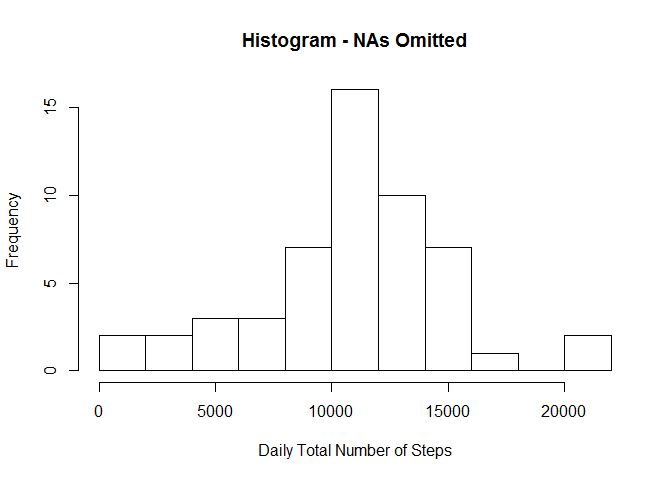 Histogram - NAs Omitted
Frequency
15
10
5
0
0 5000 10000 15000 20000
Daily Total Number of Steps